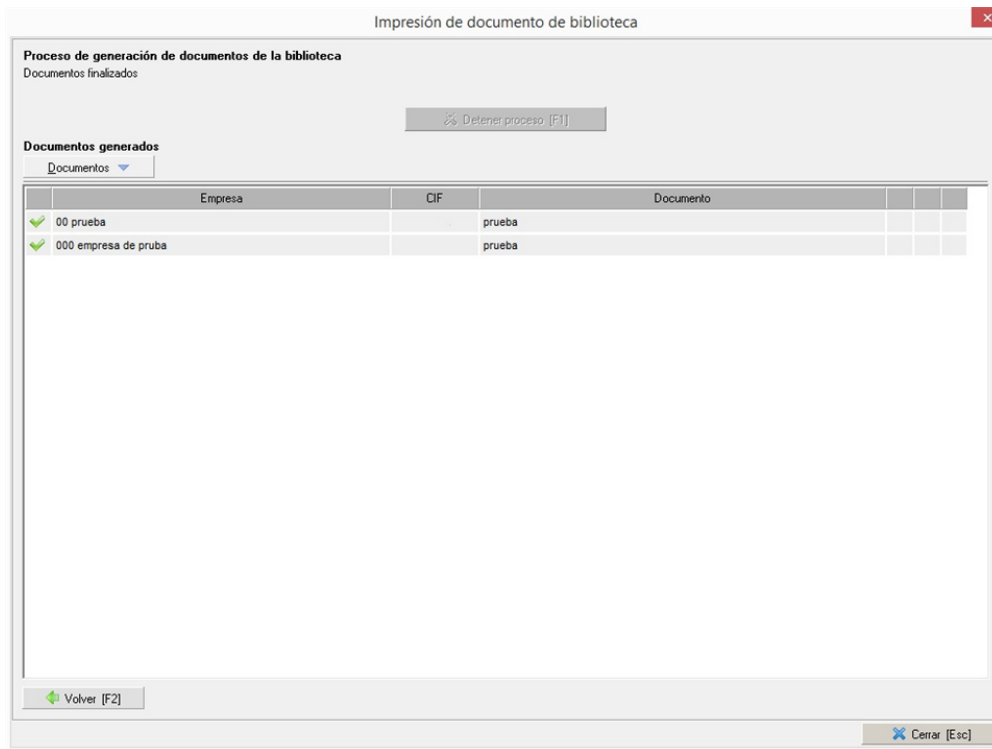 Impresión de documento de biblioteca
Proceso de generación de documentos de la biblioteca
Documentos finalizados
Detener proceso [F1]
Documentos generados
Documentos
Empresa CIF Documento
00 prueba prueba
000 empresa de pruba prueba
Volver [F2]
Cerrar [Esc]